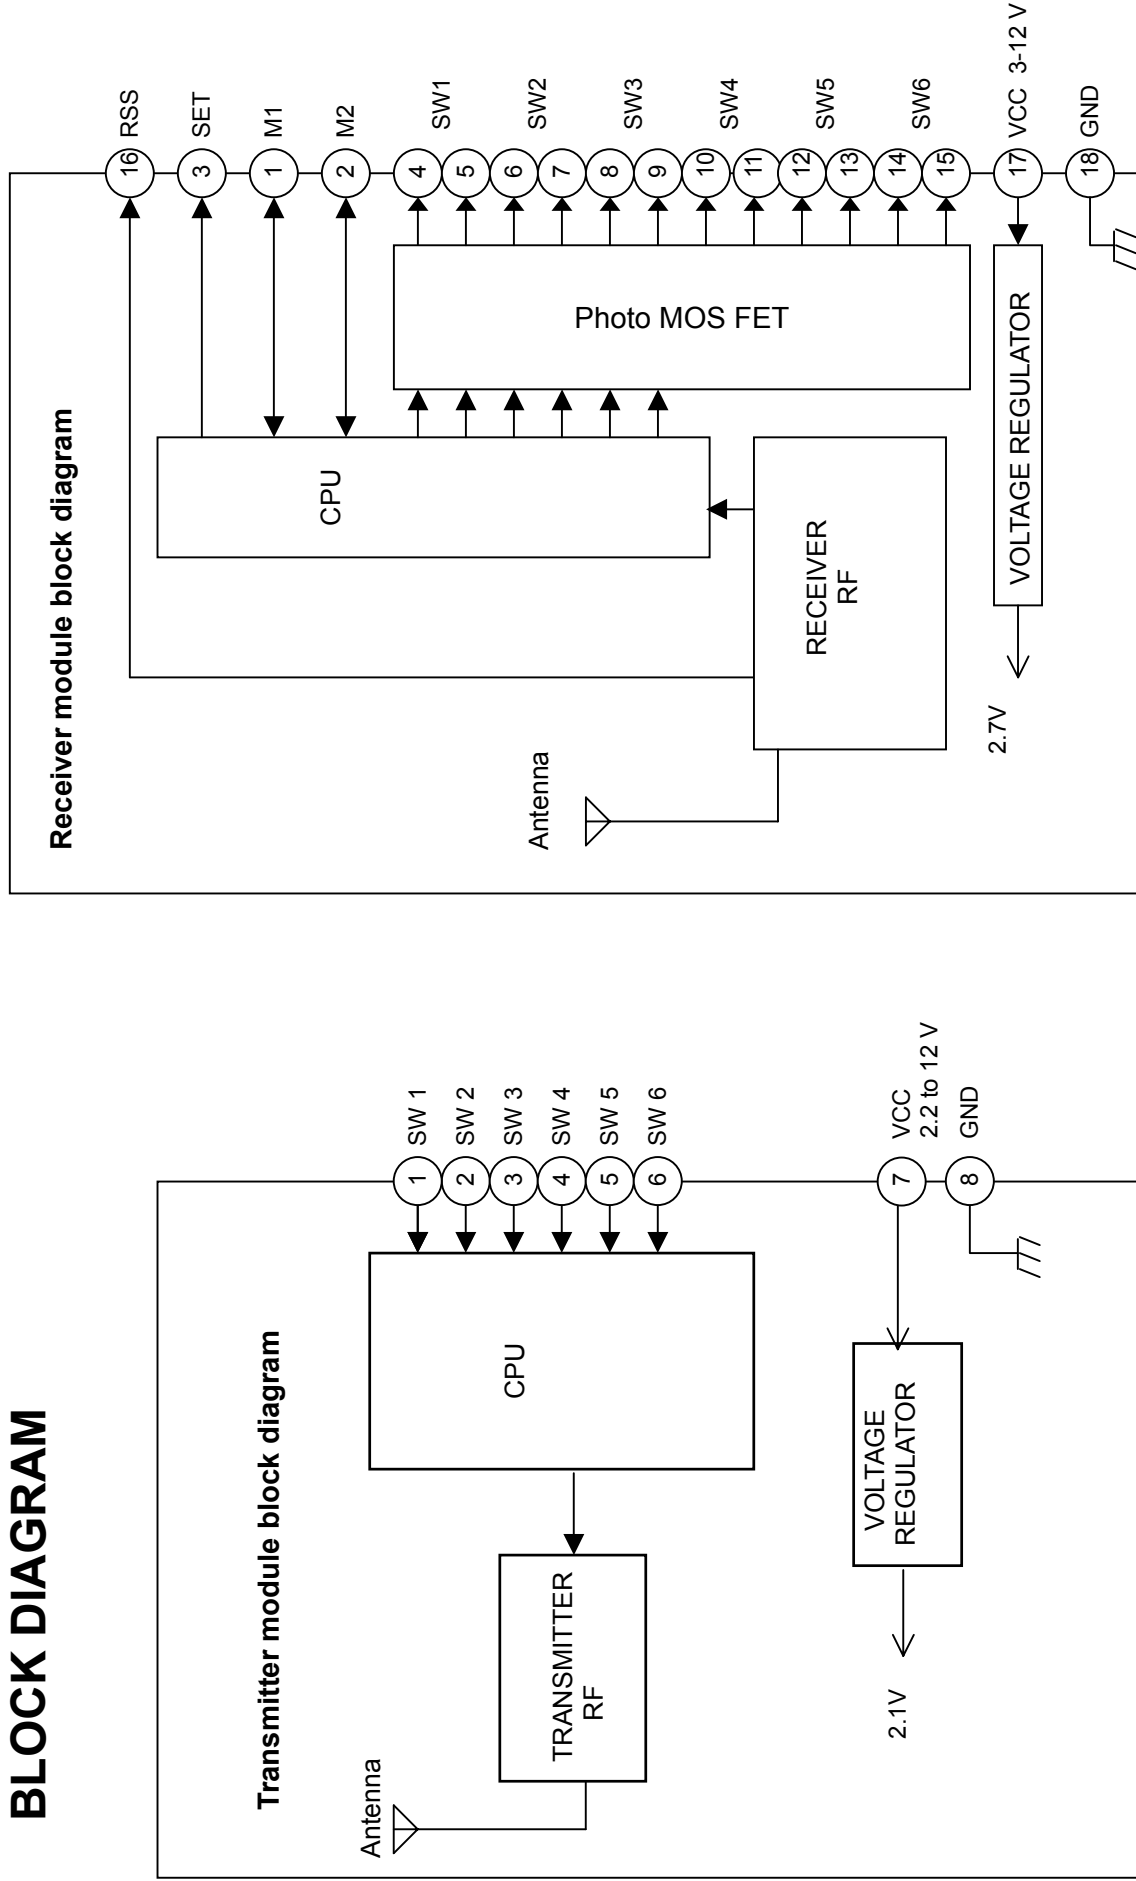 BLOCK DIAGRAM
Transmitter module block diagram
Antenna
TRANSMITTER
RF
CPU
1
SW 1
2
SW 2
3
SW 3
4
SW 4
5
SW 5
6
SW 6
2.1V
VOLTAGE
REGULATOR
7
VCC
2.2 to 12 V
8
GND
Receiver module block diagram
Antenna
RECEIVER
RF
CPU
Photo MOS FET
16
RSS
3
SET
1
M1
2
M2
4
SW1
5
6
SW2
7
8
SW3
9
10
SW4
11
12
SW5
13
14
SW6
15
2.7V
VOLTAGE REGULATOR
17
VCC 3-12 V
18
GND